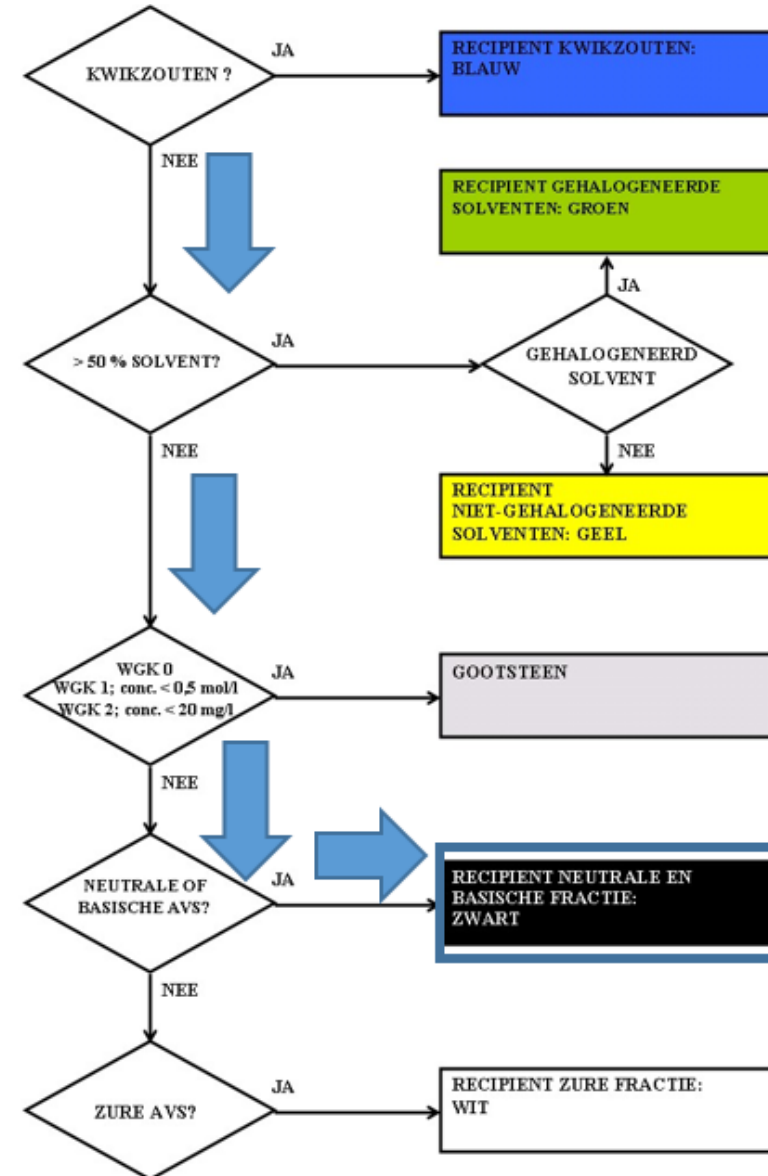 KWIKZOUTEN ?
JA
RECIPIENT KWIKZOUTEN:
BLAUW
NEE
RECIPIENT GEHALOGENEERDE
SOLVENTEN: GROEN
JA
> 50 % SOLVENT?
JA
GEHALOGENEERD
SOLVENT
NEE
NEE
RECIPIENT
NIET-GEHALOGENEERDE
SOLVENTEN: GEEL
WGK 0
WGK 1; conc. < 0,5 mol/l
WGK 2; conc. < 20 mg/l
JA
GOOTSTEEN
NEE
NEUTRALE OF
BASISCHE AVS?
JA
RECIPIENT NEUTRALE EN
BASISCHE FRACTIE:
ZWART
NEE
ZURE AVS?
JA
RECIPIENT ZURE FRACTIE:
WIT